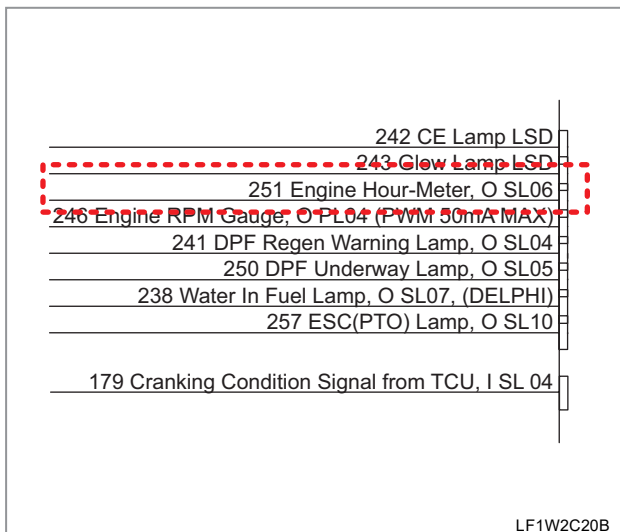 242 CE Lamp LSD
243 Glow Lamp LSD
251 Engine Hour-Meter, O SL06
246 Engine RPM Gauge, O PL04 (PWM 50mA MAX)
241 DPF Regen Warning Lamp, O SL04
250 DPF Underway Lamp, O SL05
238 Water In Fuel Lamp, O SL07, (DELPHI)
257 ESC(PTO) Lamp, O SL10
179 Cranking Condition Signal from TCU, I SL 04
LF1W2C20B